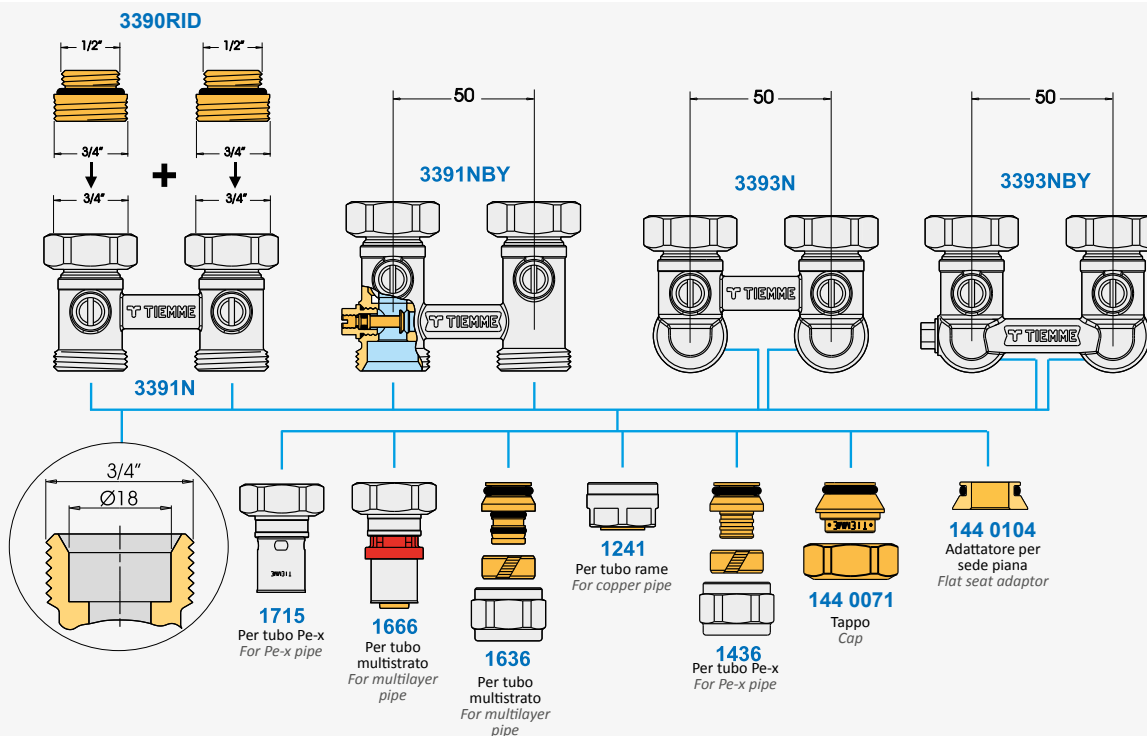 3390RID
1/2"
1/2"
3/4"
3/4"
+
3/4"
3/4"
TIEMME
3391N
50
3391NBY
TIEMME
50
3393N
TIEMME
50
3393NBY
TIEMME
3/4"
Ø18
TIEMME
1715
Per tubo Pe-x
For Pe-x pipe
1666
Per tubo
multistrato
For multilayer
pipe
1636
Per tubo
multistrato
For multilayer
pipe
1241
Per tubo rame
For copper pipe
1436
Per tubo Pe-x
For Pe-x pipe
•TIEMME•
144 0071
Tappo
Cap
144 0104
Adattatore per
sede piana
Flat seat adaptor